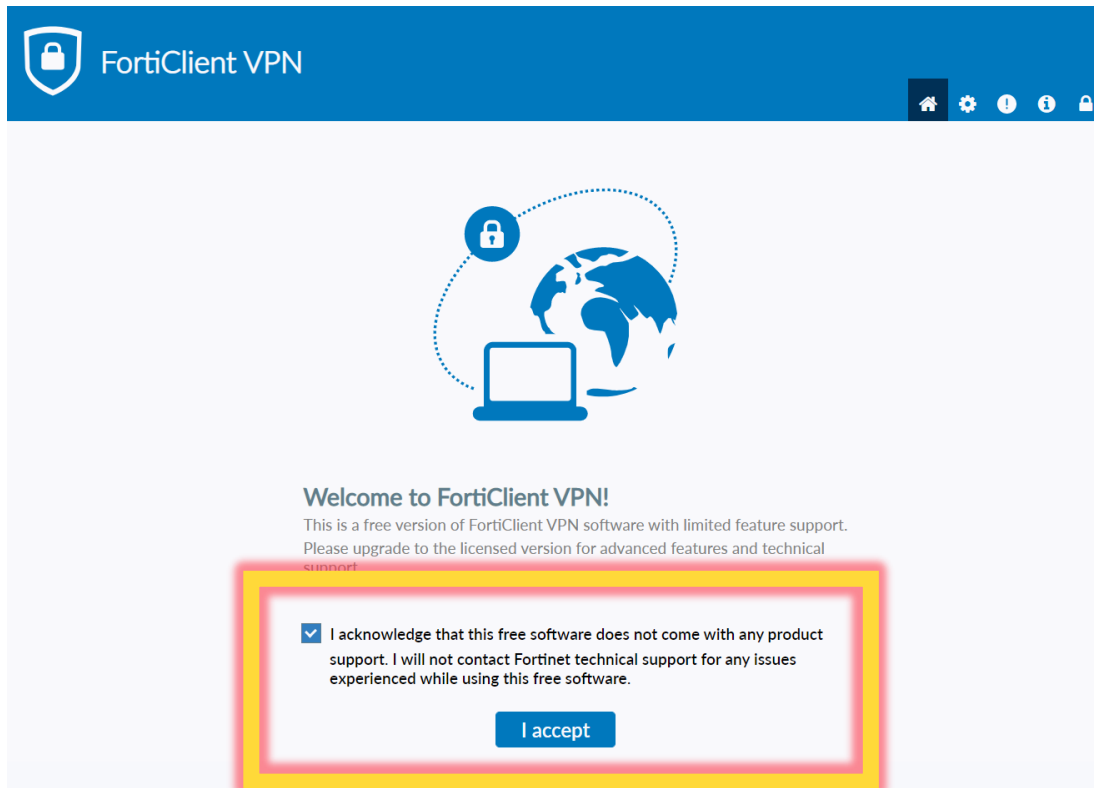 FortiClient VPN
Welcome to FortiClient VPN!
This is a free version of FortiClient VPN software with limited feature support.
Please upgrade to the licensed version for advanced features and technical
support.
I acknowledge that this free software does not come with any product
support. I will not contact Fortinet technical support for any issues
experienced while using this free software.
I accept